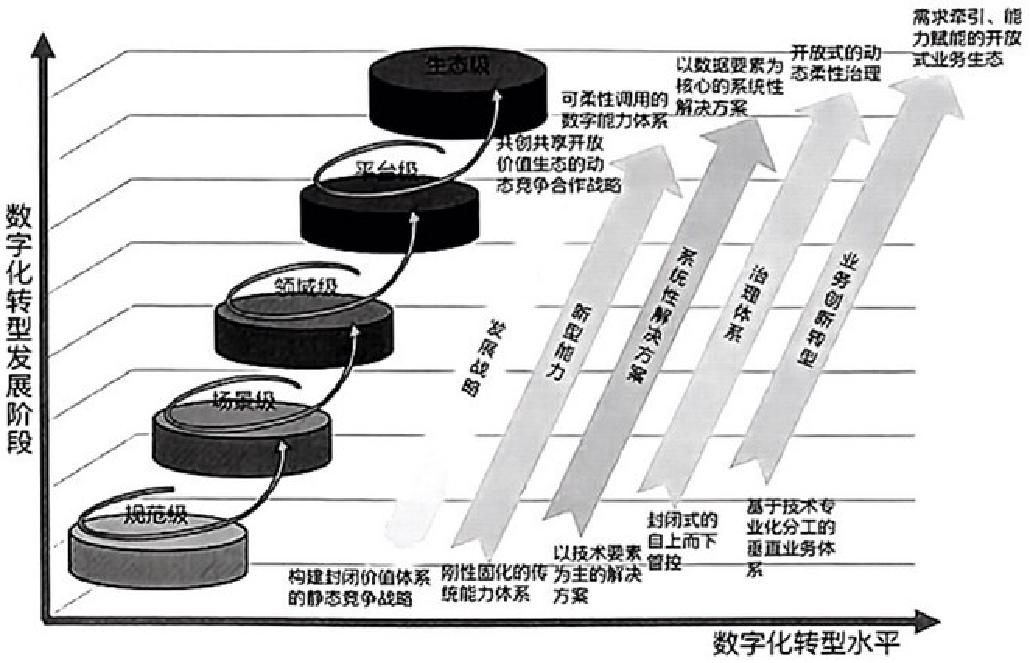 需求牵引、能
力赋能的开放
式业务生态
开放式的动
态柔性治理
以数据要素为
核心的系统性
解决方案
可柔性调用的
数字能力体系
共创共享开放
价值生态的动
态竞争合作战略
生态级
平台级
领域级
场景级
规范级
数字化转型发展阶段
发展战略
新型能力
系统性解决方案
治理体系
业务创新转型
构建封闭价值体系
的静态竞争战略
刚性固化的传
统能力体系
以技术要素
为主的解决
方案
封闭式的
自上而下
管控
基于技术专
业化分工的
垂直业务体
系
数字化转型水平